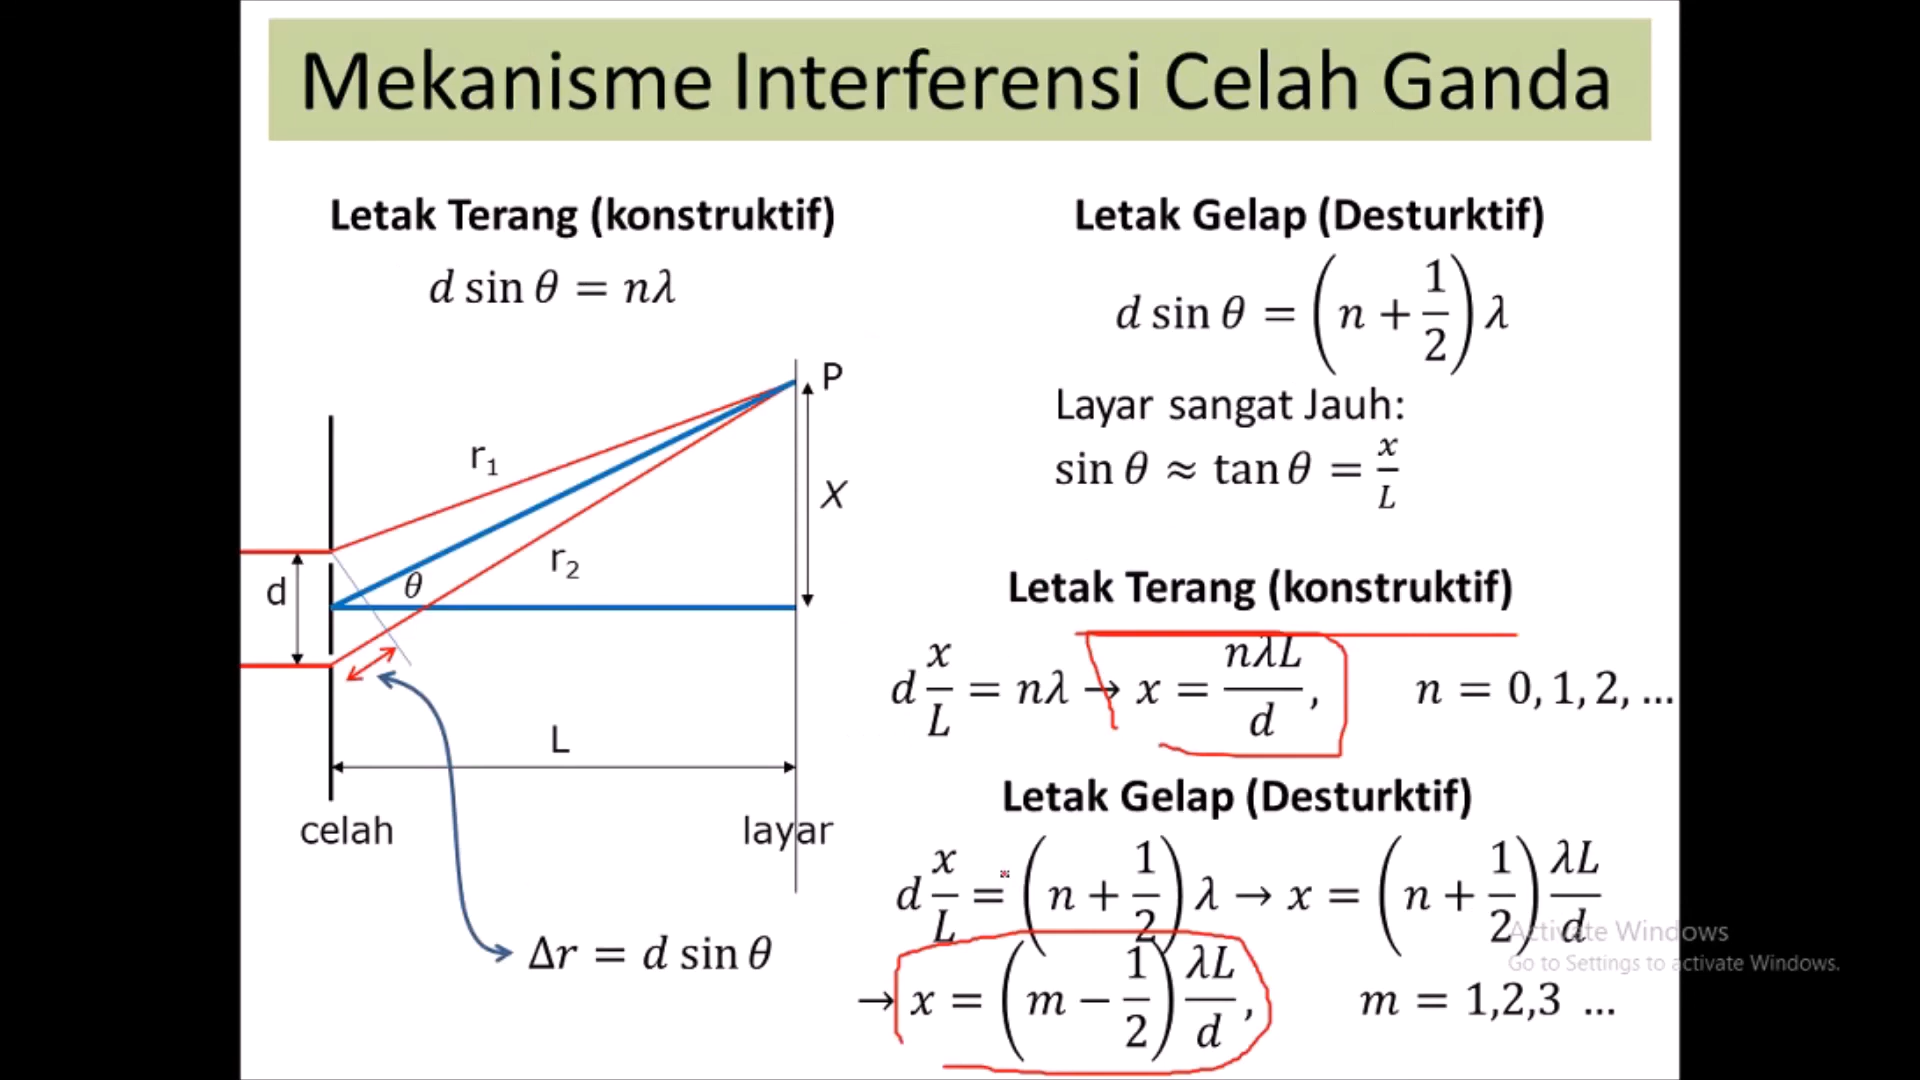 Mekanisme Interferensi Celah Ganda
Letak Terang (konstruktif)
d sin θ = nλ
P
r₁
X
r₂
θ
d
L
celah
layar
Δr = d sin θ
Letak Gelap (Desturktif)
d sin θ = (n + 1/2) λ
Layar sangat Jauh:
sin θ ≈ tan θ = x/L
Letak Terang (konstruktif)
d x/L = nλ → x = nλL/d, n = 0, 1, 2, ...
Letak Gelap (Desturktif)
d x/L = (n + 1/2) λ → x = (n + 1/2) λL/d
→ x = (m − 1/2) λL/d, m = 1,2,3 ...
Activate Windows
Go to Settings to activate Windows.